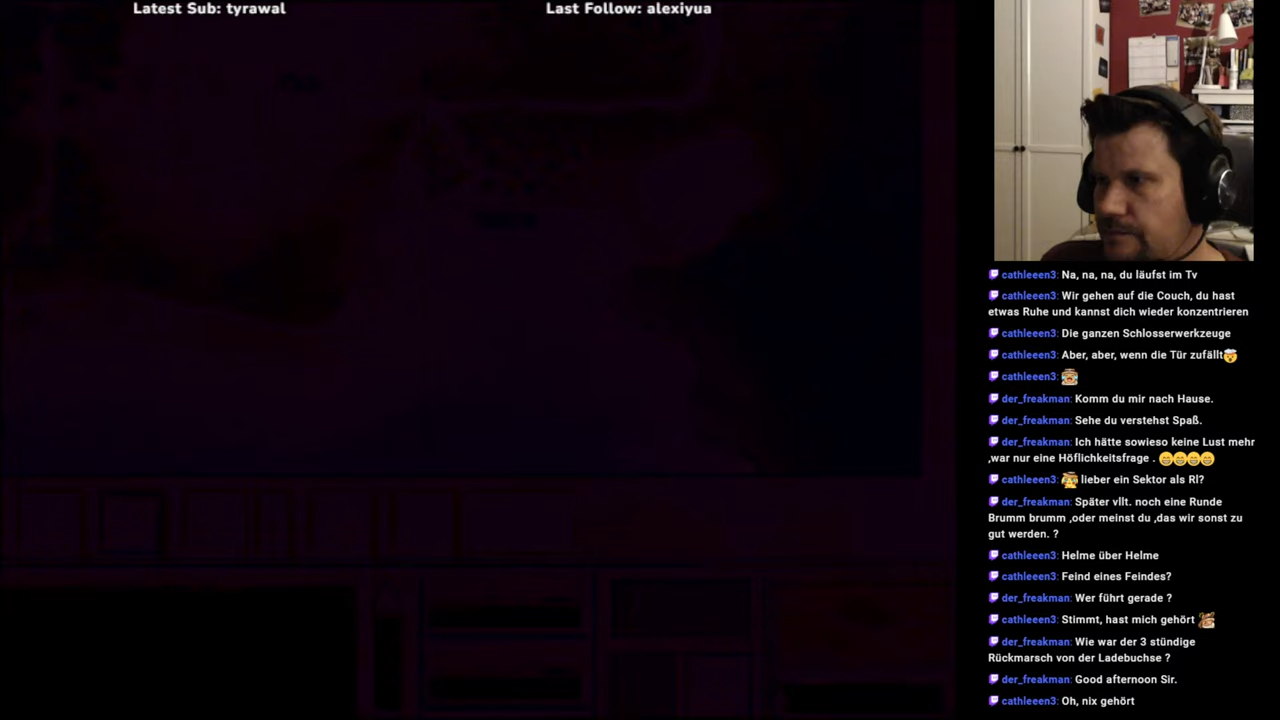 Latest Sub: tyrawal
Last Follow: alexiyua
cathleeen3: Na, na, na, du läufst im Tv
cathleeen3: Wir gehen auf die Couch, du hast
etwas Ruhe und kannst dich wieder konzentrieren
cathleeen3: Die ganzen Schlosserwerkzeuge
cathleeen3: Aber, aber, wenn die Tür zufällt🤯
cathleeen3:
der_freakman: Komm du mir nach Hause.
der_freakman: Sehe du verstehst Spaß.
der_freakman: Ich hätte sowieso keine Lust mehr
,war nur eine Höflichkeitsfrage . 😁😁😁😁
cathleeen3: lieber ein Sektor als Rl?
der_freakman: Später vllt. noch eine Runde
Brumm brumm ,oder meinst du ,das wir sonst zu
gut werden. ?
cathleeen3: Helme über Helme
cathleeen3: Feind eines Feindes?
der_freakman: Wer führt gerade ?
cathleeen3: Stimmt, hast mich gehört
der_freakman: Wie war der 3 stündige
Rückmarsch von der Ladebuchse ?
der_freakman: Good afternoon Sir.
cathleeen3: Oh, nix gehört